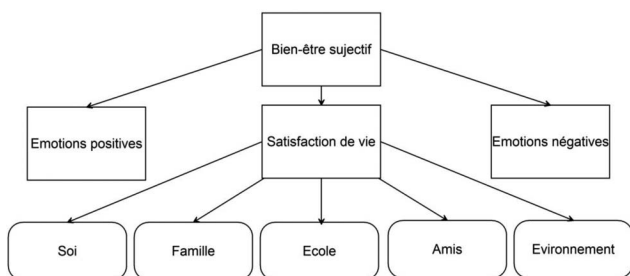 Bien-être sujectif
Emotions positives
Satisfaction de vie
Emotions négatives
Soi
Famille
Ecole
Amis
Evironnement